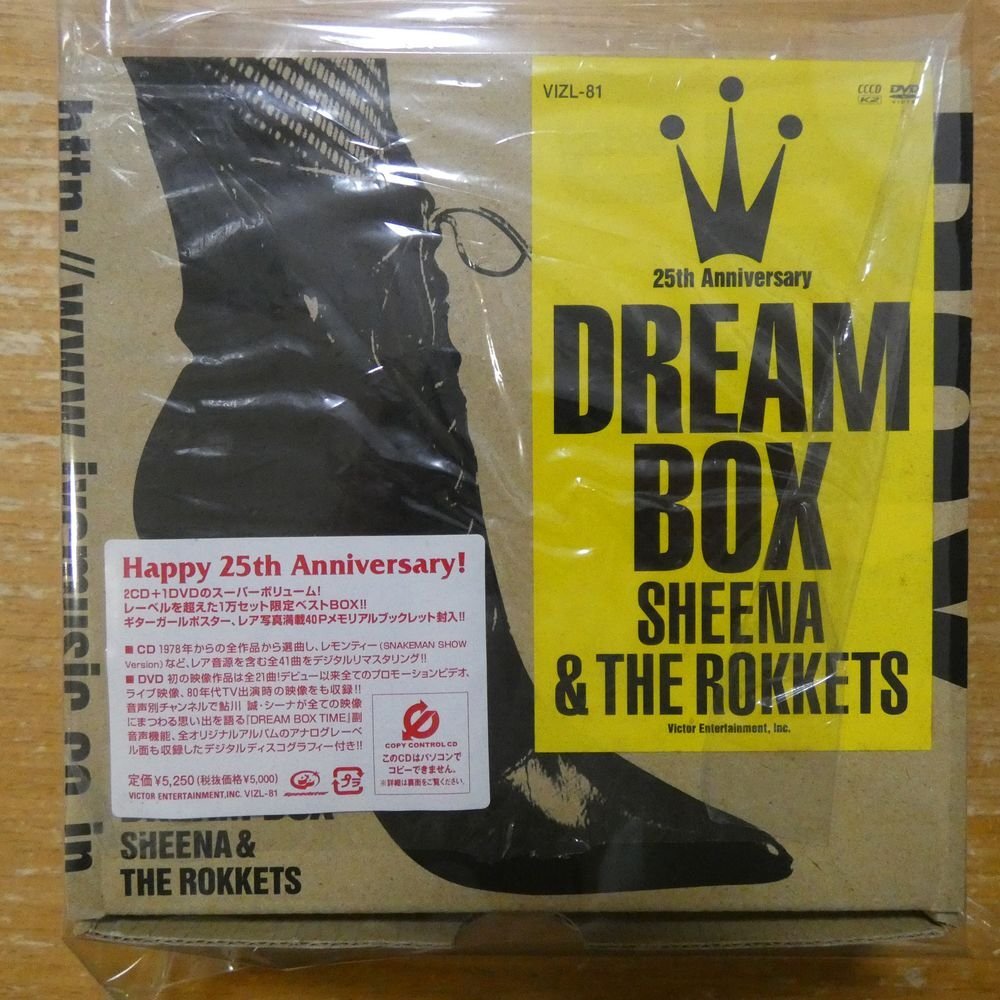 VIZL-81
CCCD
K2
DVD
VIDEO
25th Anniversary
DREAM
BOX
SHEENA
& THE ROKKETS
Victor Entertainment, Inc.
http://www.jvcmusic.co.jp
Happy 25th Anniversary!
2CD+1DVDのスーパーボリューム!
レーベルを超えた1万セット限定ベストBOX!!
ギターガールポスター、レア写真満載40Pメモリアルブックレット封入!!
■ CD 1978年からの全作品から選曲し、レモンティー(SNAKEMAN SHOW
Version)など、レア音源を含む全41曲をデジタルリマスタリング!!
■ DVD 初の映像作品は全21曲!デビュー以来全てのプロモーションビデオ、
ライブ映像、80年代TV出演時の映像をも収録!!
音声別チャンネルで鮎川 誠・シーナが全ての映像
にまつわる思い出を語る『DREAM BOX TIME』副
音声機能、全オリジナルアルバムのアナログレーベ
ル面も収録したデジタルディスコグラフィー付き!!
COPY CONTROL CD
このCDはパソコンで
コピーできません。
※詳細は裏面をご覧ください。
定価¥5,250(税抜価格¥5,000)
VICTOR ENTERTAINMENT,INC. VIZL-81
プラ
DREAM BOX
SHEENA &
THE ROKKETS